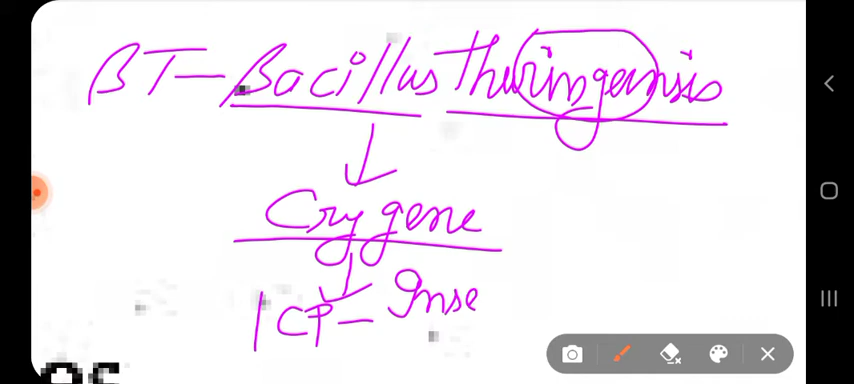 BT - Bacillus thuringensis
Cry gene
ICP - Inse